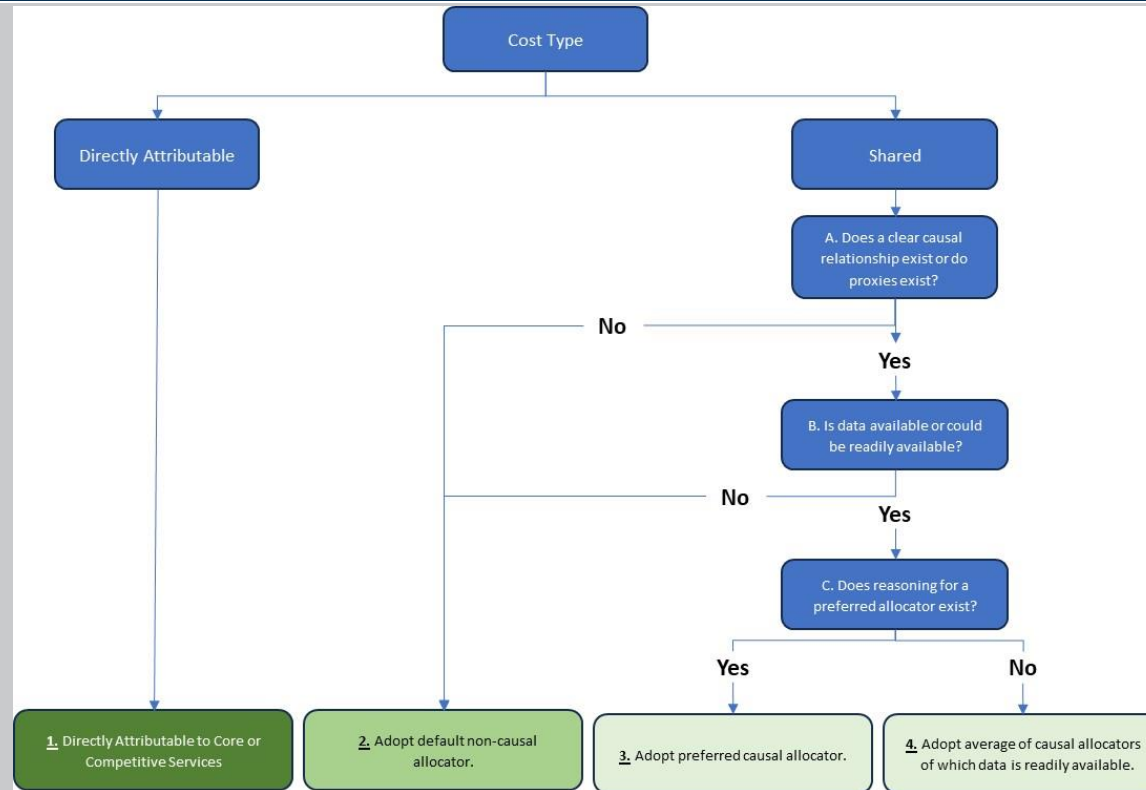 Cost Type
Directly Attributable
Shared
A. Does a clear causal
relationship exist or do
proxies exist?
No
Yes
B. Is data available or could
be readily available?
No
Yes
C. Does reasoning for a
preferred allocator exist?
Yes
No
1. Directly Attributable to Core or
Competitive Services
2. Adopt default non-causal
allocator.
3. Adopt preferred causal allocator.
4. Adopt average of causal allocators
of which data is readily available.